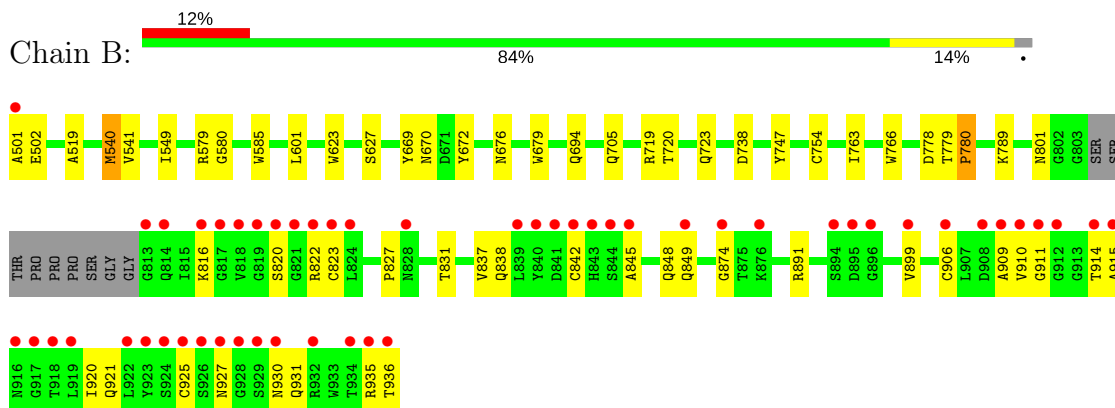 12%
Chain B:
84% 14% •
A501 E502 A519 M540 V541 I549 R579 G580 W585 L601 W623 S627 Y669 N670 D671 Y672 N676 W679 Q694 Q705 R719 T720 Q723 D738 Y747 C754 I763 W766 D778 T779 P780 K789 N801 G802 G803 SER SER
THR PRO PRO PRO SER GLY GLY G813 Q814 I815 K816 G817 V818 G819 S820 G821 R822 C823 L824 P827 N828 T831 V837 Q838 L839 Y840 D841 C842 H843 S844 A845 Q848 Q849 G874 T875 K876 R891 S894 D895 G896 V899 C906 L907 D908 A909 V910 G911 G912 G913 T914 A915
N916 G917 T918 L919 I920 Q921 L922 Y923 S924 C925 S926 N927 G928 S929 N930 Q931 R932 W933 T934 R935 T936